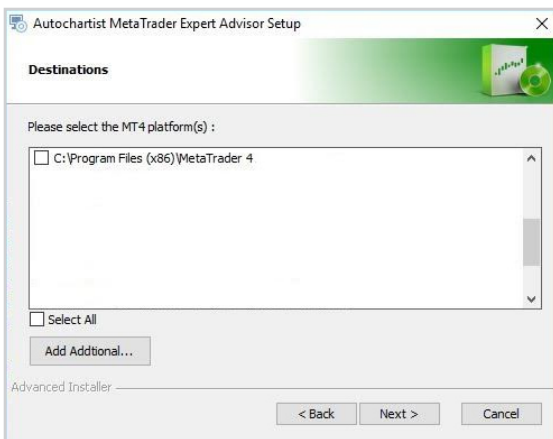 Autochartist MetaTrader Expert Advisor Setup
Destinations
Please select the MT4 platform(s) :
C:\Program Files (x86)\MetaTrader 4
Select All
Add Addtional...
Advanced Installer
< Back Next > Cancel